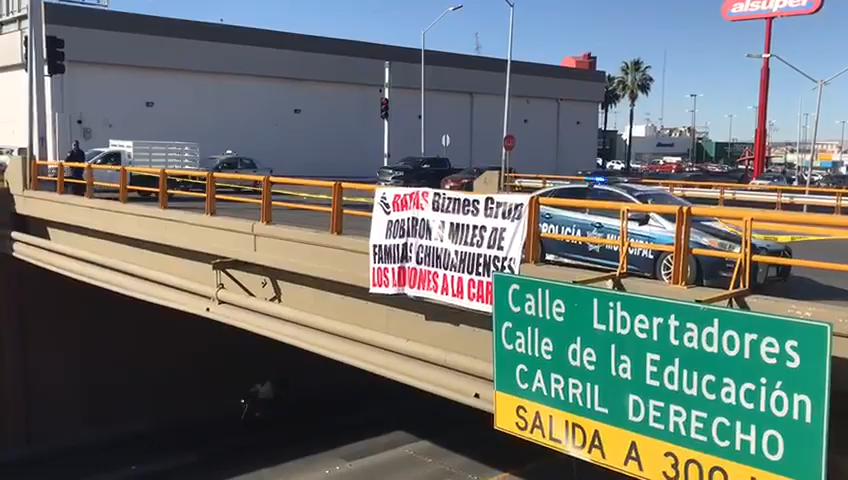 alsuper
RATAS Biznes Grup
ROBARON A MILES DE
FAMILIAS CHIHUAHUENSES
LOS LADRONES A LA
POLICÍA MUNICIPAL
Calle Libertadores
Calle de la Educación
CARRIL DERECHO
SALIDA A 300